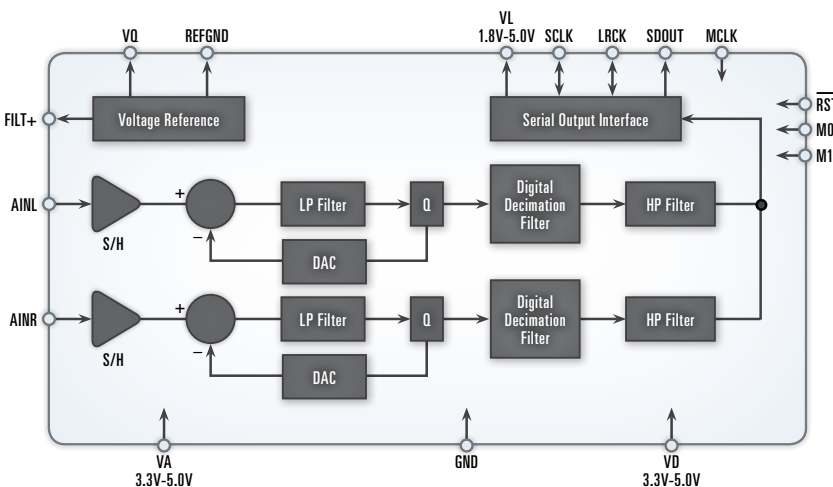 VQ
REFGND
VL
1.8V-5.0V
SCLK
LRCK
SDOUT
MCLK
FILT+
Voltage Reference
Serial Output Interface
RST
M0
M1
AINL
S/H
+
−
LP Filter
Q
DAC
Digital
Decimation
Filter
HP Filter
AINR
S/H
+
−
LP Filter
Q
DAC
Digital
Decimation
Filter
HP Filter
VA
3.3V-5.0V
GND
VD
3.3V-5.0V